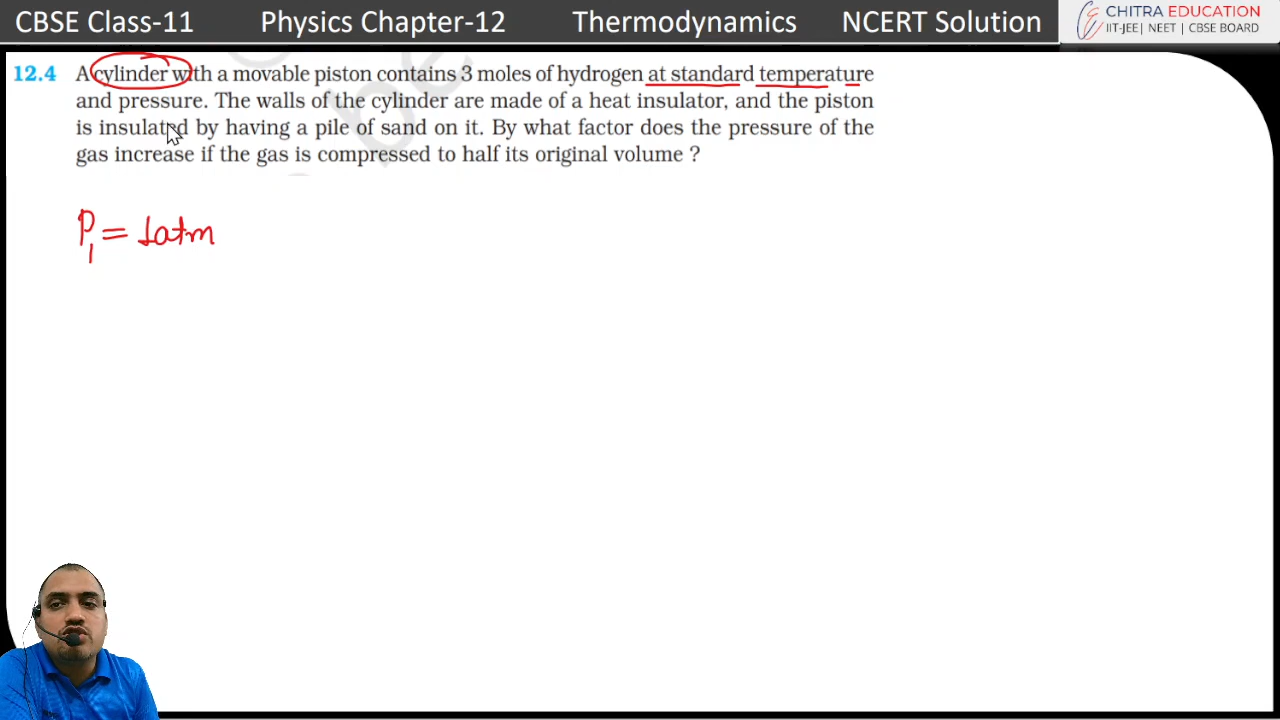 CBSE Class-11 Physics Chapter-12 Thermodynamics NCERT Solution
CHITRA EDUCATION
IIT-JEE| NEET | CBSE BOARD
12.4 A cylinder with a movable piston contains 3 moles of hydrogen at standard temperature
and pressure. The walls of the cylinder are made of a heat insulator, and the piston
is insulated by having a pile of sand on it. By what factor does the pressure of the
gas increase if the gas is compressed to half its original volume ?
P1 = 1atm